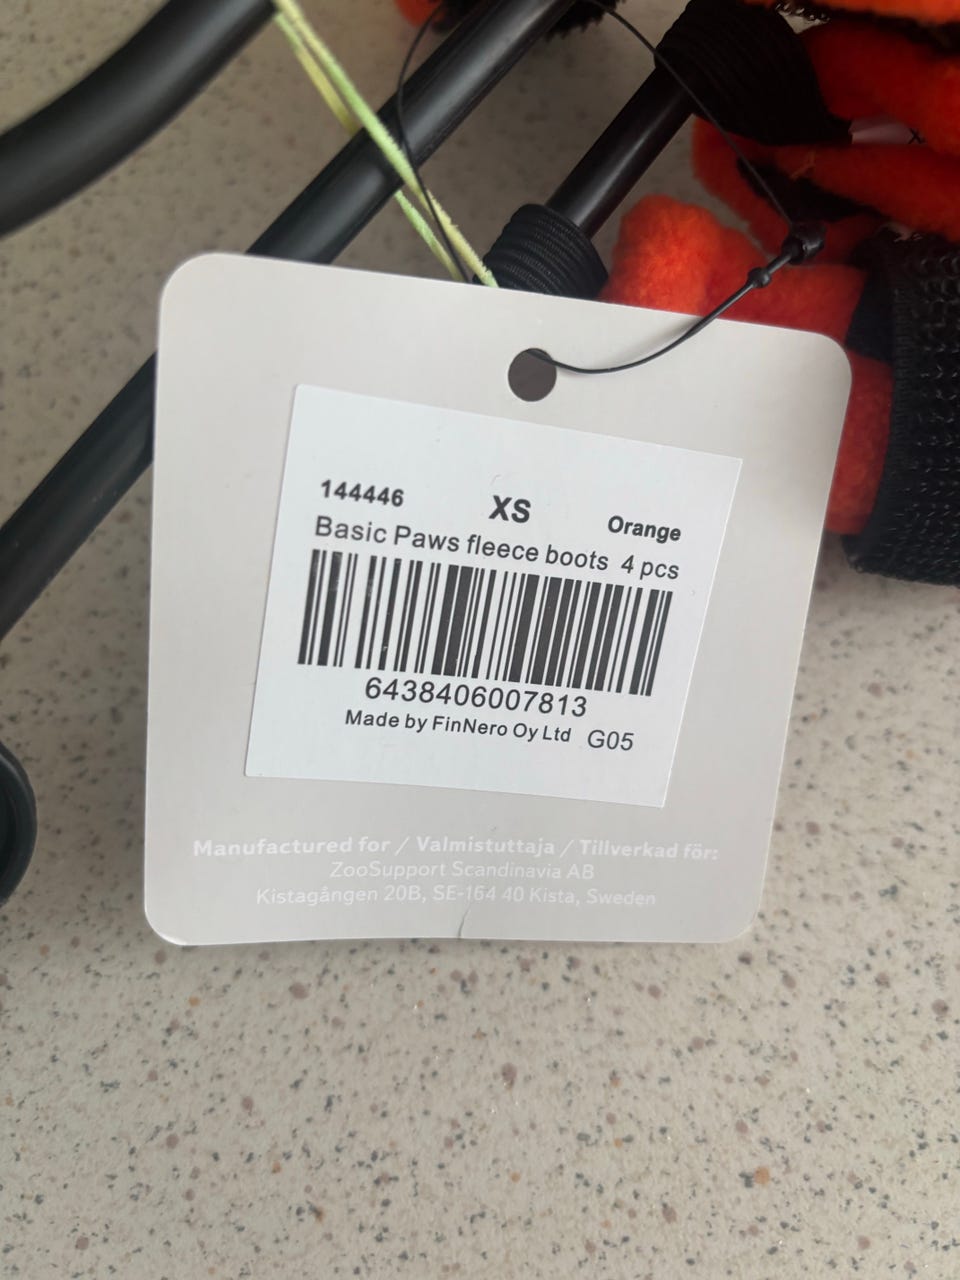 144446 XS Orange
Basic Paws fleece boots 4 pcs
6438406007813
Made by FinNero Oy Ltd G05
Manufactured for / Valmistuttaja / Tillverkad för:
ZooSupport Scandinavia AB
Kistagången 20B, SE-164 40 Kista, Sweden